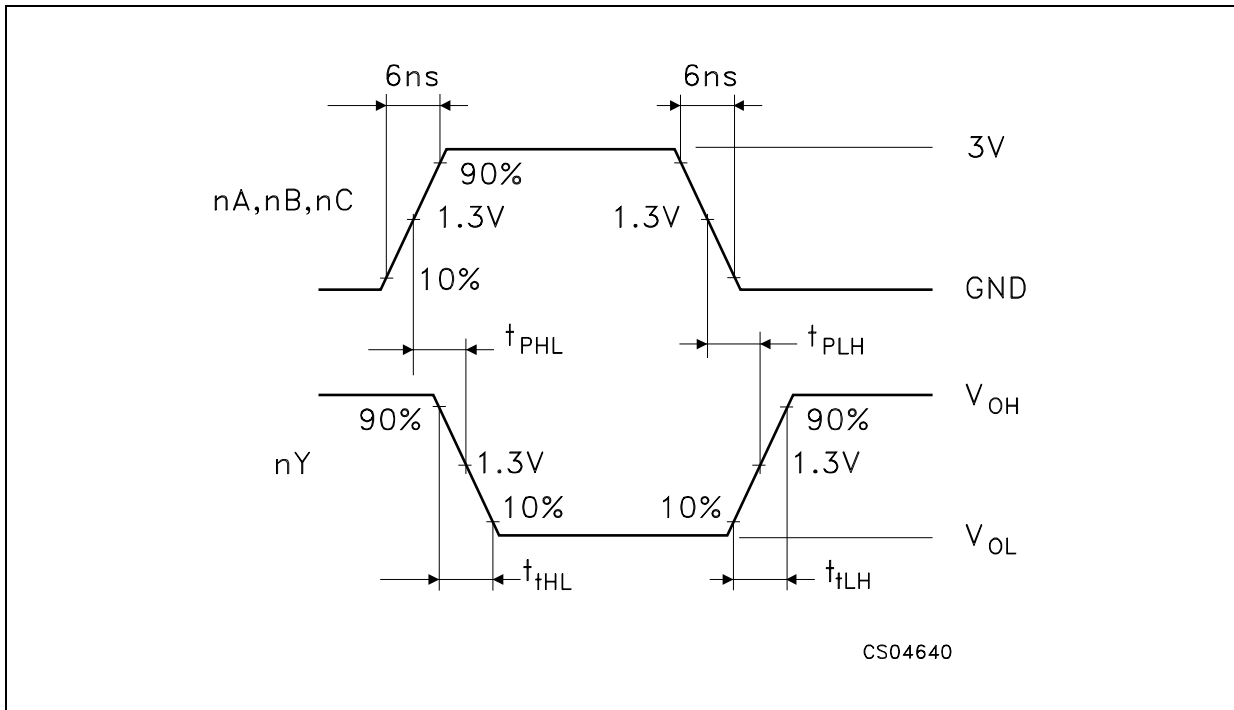 6ns 6ns
3V
90%
nA,nB,nC
1.3V 1.3V
10%
GND
tPHL tPLH
VOH
90% 90%
nY
1.3V 1.3V
10% 10%
VOL
ttHL ttLH
CS04640